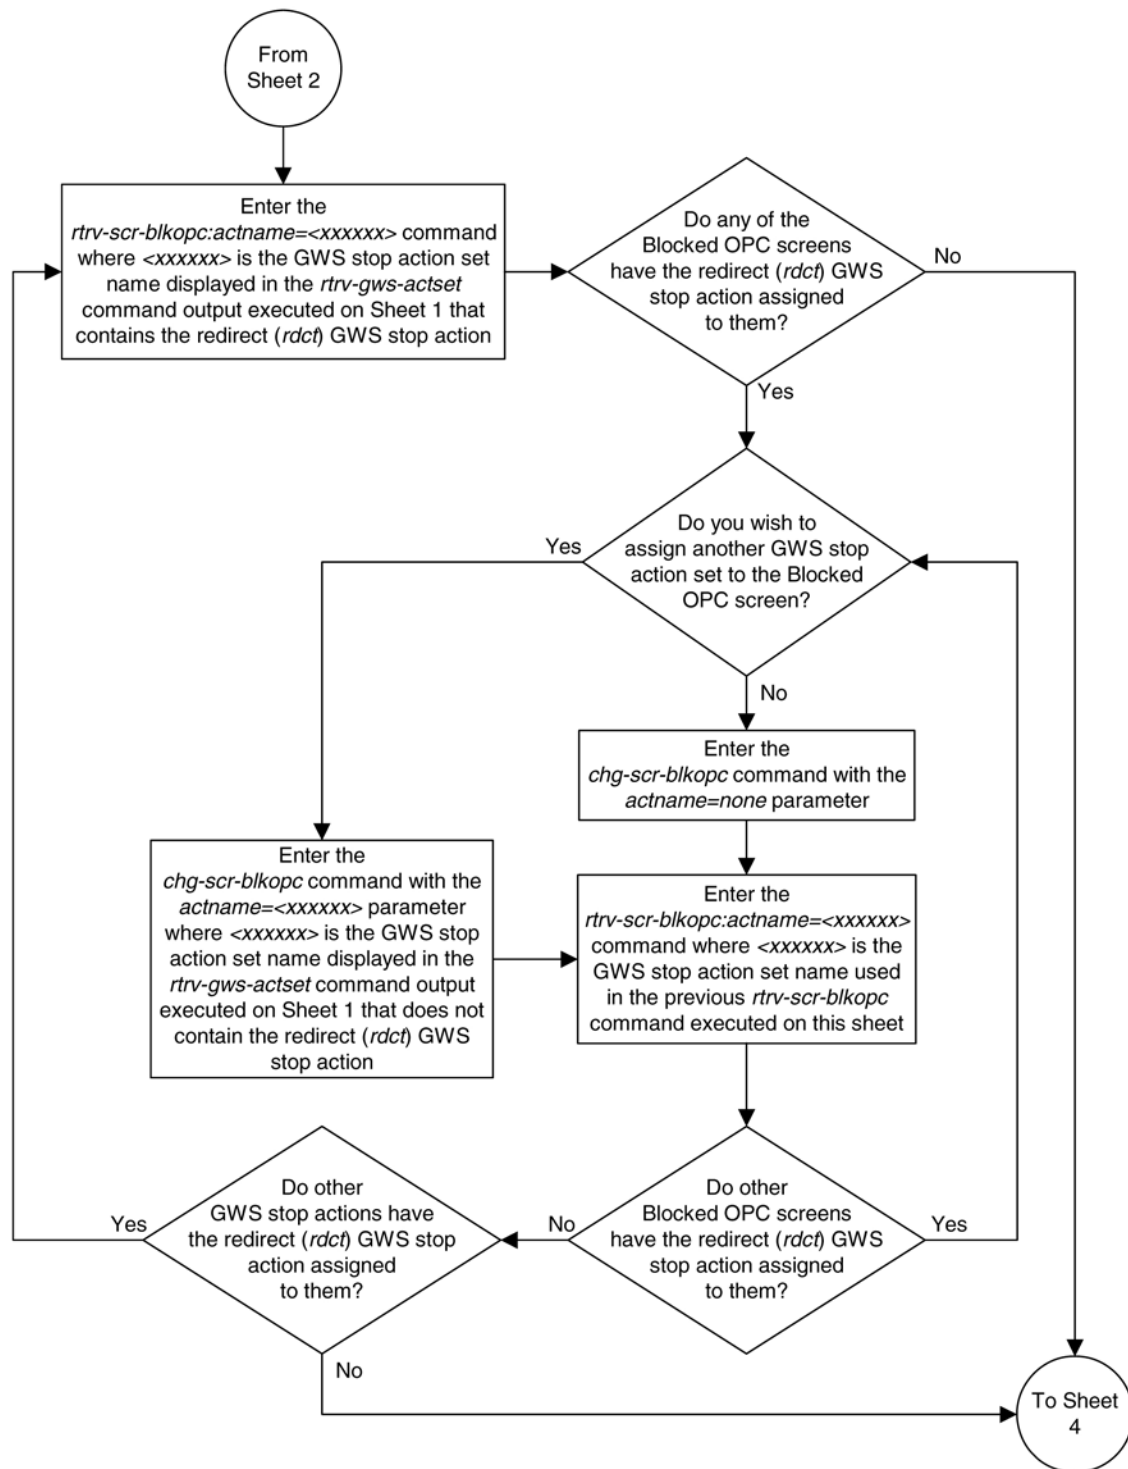 From
Sheet 2
Enter the
rtrv-scr-blkopc:actname=<xxxxxx> command
where <xxxxxx> is the GWS stop action set
name displayed in the rtrv-gws-actset
command output executed on Sheet 1 that
contains the redirect (rdct) GWS stop action
Do any of the
Blocked OPC screens
have the redirect (rdct) GWS
stop action assigned
to them?
No
Yes
Do you wish to
assign another GWS stop
action set to the Blocked
OPC screen?
Yes
No
Enter the
chg-scr-blkopc command with the
actname=none parameter
Enter the
chg-scr-blkopc command with the
actname=<xxxxxx> parameter
where <xxxxxx> is the GWS stop
action set name displayed in the
rtrv-gws-actset command output
executed on Sheet 1 that does not
contain the redirect (rdct) GWS
stop action
Enter the
rtrv-scr-blkopc:actname=<xxxxxx>
command where <xxxxxx> is the
GWS stop action set name used
in the previous rtrv-scr-blkopc
command executed on this sheet
Do other
Blocked OPC screens
have the redirect (rdct) GWS
stop action assigned
to them?
Yes
No
Do other
GWS stop actions have
the redirect (rdct) GWS stop
action assigned
to them?
Yes
No
To Sheet
4